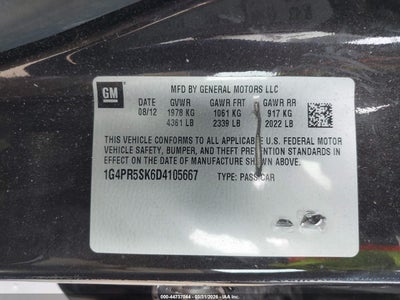 GM
MFD BY GENERAL MOTORS LLC
DATE GVWR GAWR FRT GAWR RR
08/12 1978 KG 1061 KG 917 KG
4361 LB 2339 LB 2022 LB
THIS VEHICLE CONFORMS TO ALL APPLICABLE U.S. FEDERAL MOTOR
VEHICLE SAFETY, BUMPER, AND THEFT PREVENTION STANDARDS IN
EFFECT ON THE DATE OF MANUFACTURE SHOWN ABOVE.
1G4PR5SK6D4105667 TYPE: PASS CAR
000-44737064 - 03/31/2026 - IAA Inc.